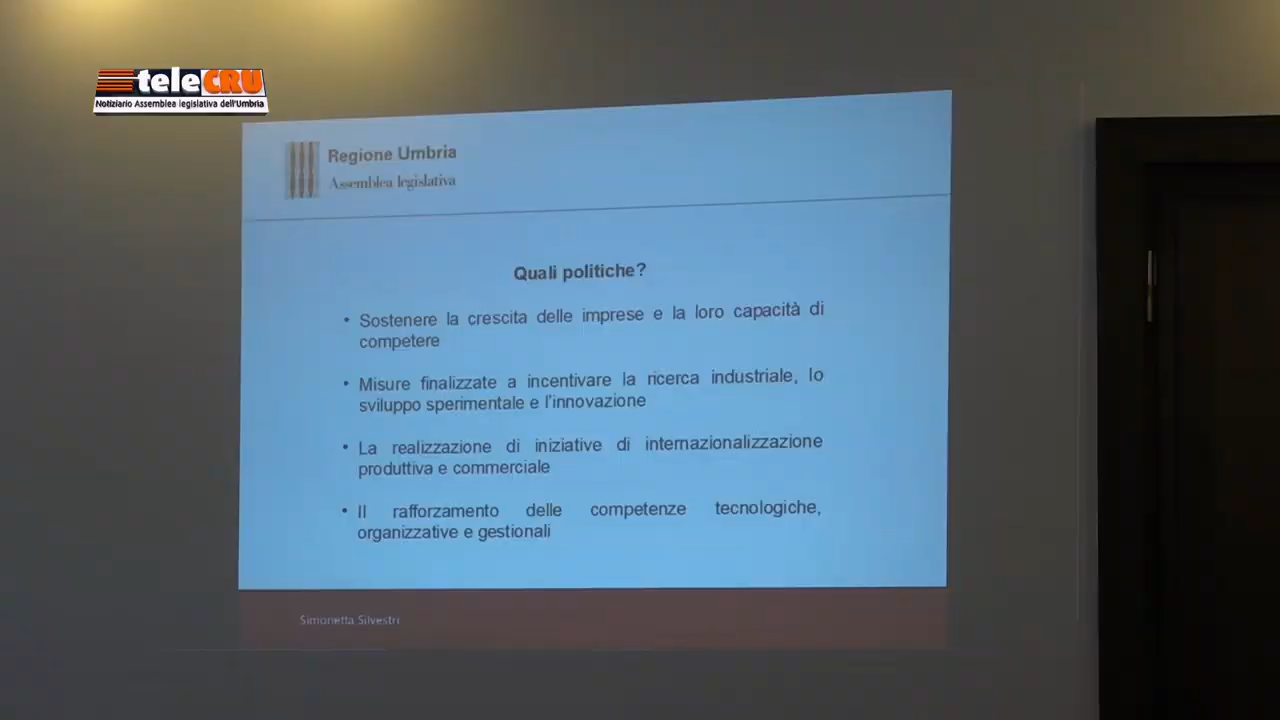 teleCRU
Notiziario Assemblea legislativa dell'Umbria
Regione Umbria
Assemblea legislativa
Quali politiche?
• Sostenere la crescita delle imprese e la loro capacità di
competere
• Misure finalizzate a incentivare la ricerca industriale, lo
sviluppo sperimentale e l'innovazione
• La realizzazione di iniziative di internazionalizzazione
produttiva e commerciale
• Il rafforzamento delle competenze tecnologiche,
organizzative e gestionali
Simonetta Silvestri